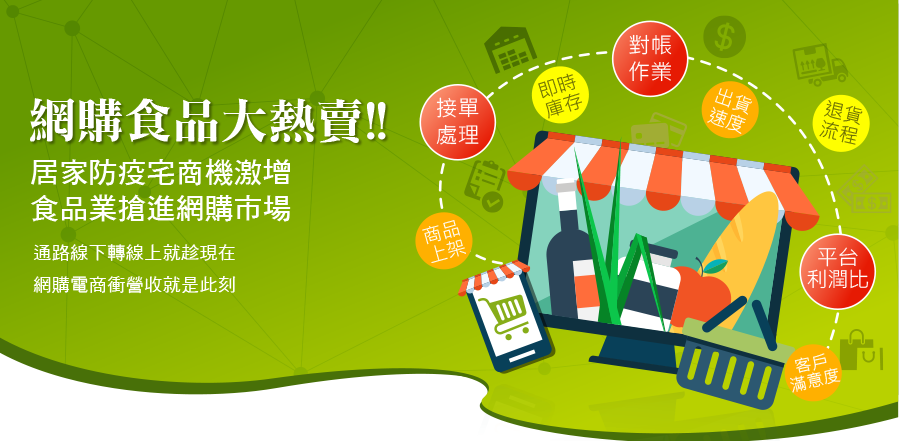 網購食品大熱賣!!
居家防疫宅商機激增
食品業搶進網購市場
通路線下轉線上就趁現在
網購電商衝營收就是此刻
商品
上架
接單
處理
即時
庫存
對帳
作業
出貨
速度
退貨
流程
平台
利潤比
客戶
滿意度